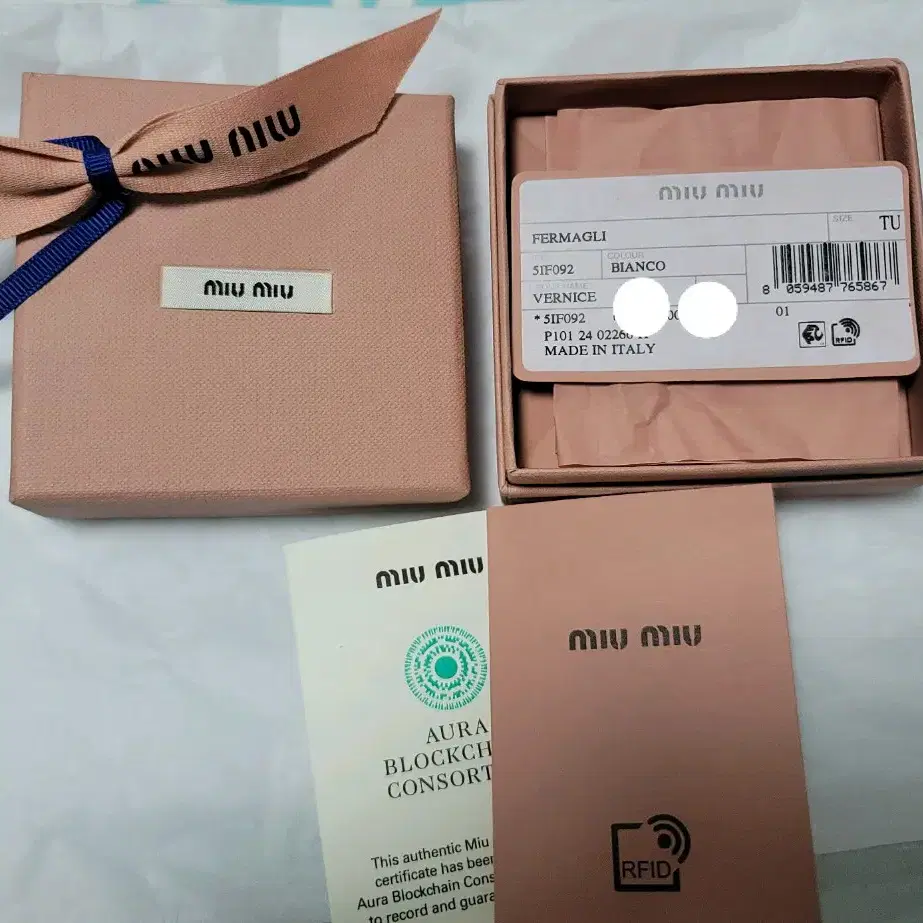 MIU MIU
MIU MIU
MIU MIU
SIZE
TU
FERMAGLI
COLOUR
5IF092
BIANCO
VERNICE
8 059487 765867
* 5IF092
01
P101 24
MADE IN ITALY
RFID
MIU MIU
AURA
BLOCKCH
CONSORT
This authentic Miu
certificate has been
Aura Blockchain Cons
to record and guara
MIU MIU
RFID